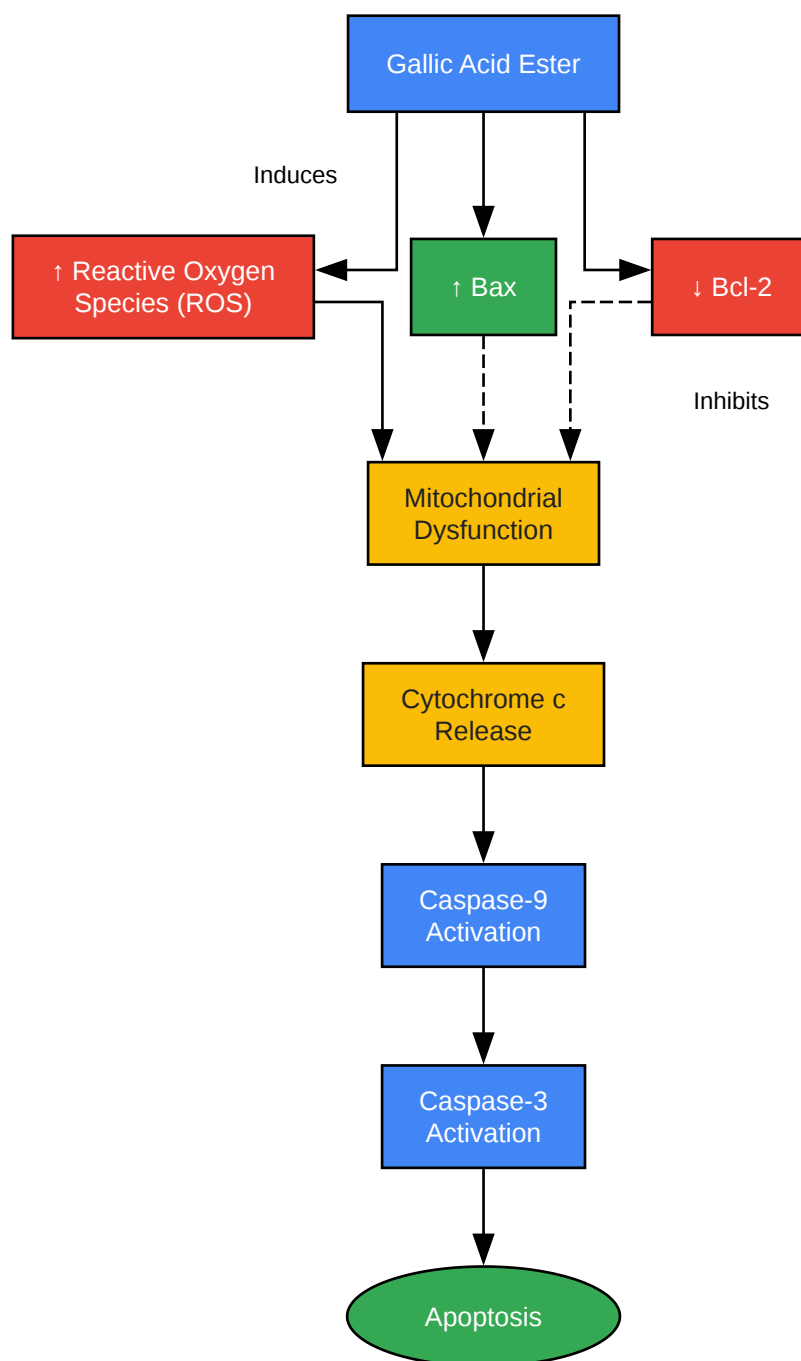 Gallic Acid Ester
Induces
↑ Reactive Oxygen
Species (ROS)
↑ Bax
↓ Bcl-2
Inhibits
Mitochondrial
Dysfunction
Cytochrome c
Release
Caspase-9
Activation
Caspase-3
Activation
Apoptosis